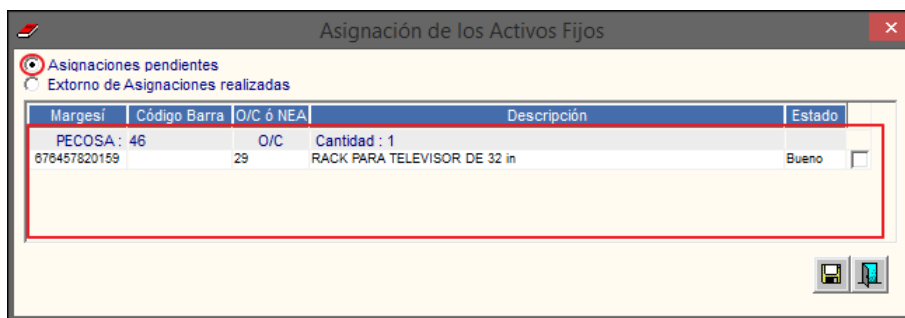 Asignación de los Activos Fijos
Asignaciones pendientes
Extorno de Asignaciones realizadas
Margesí Código Barra O/C ó NEA Descripción Estado
PECOSA : 46 O/C Cantidad : 1
676457820159 29 RACK PARA TELEVISOR DE 32 in Bueno